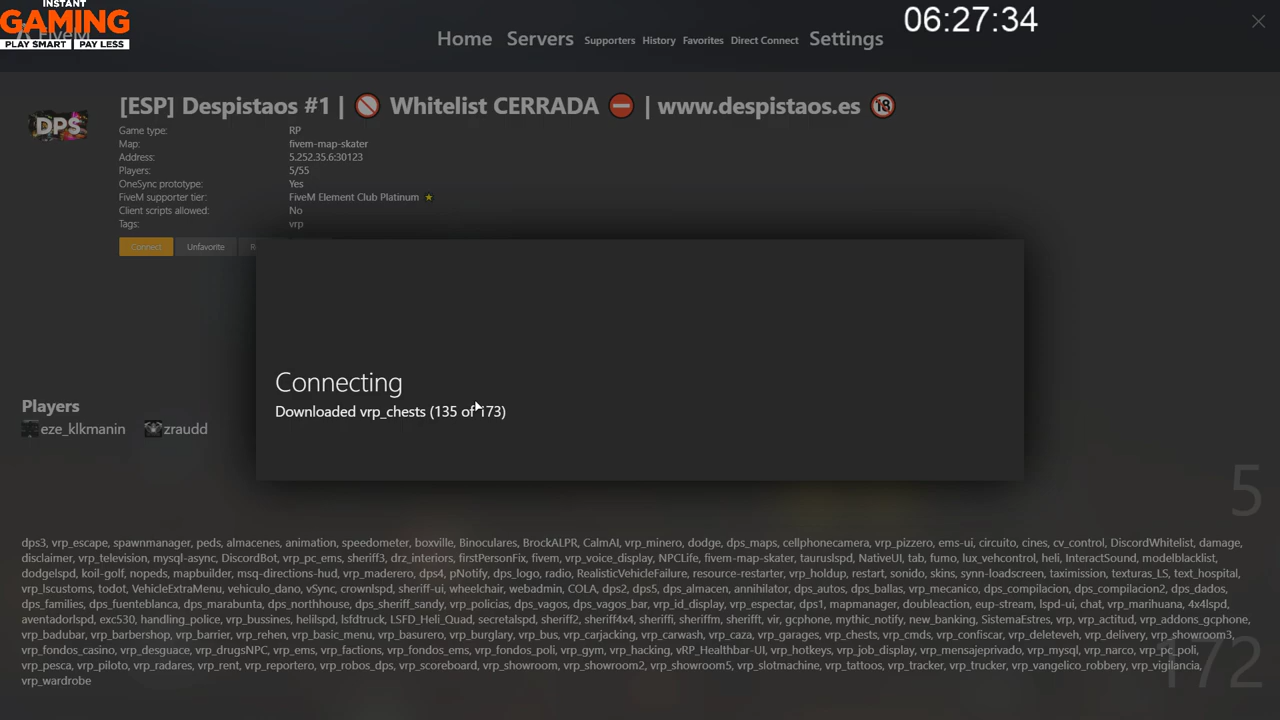 INSTANT
GAMING
PLAY SMART | PAY LESS
FiveM
Home Servers Supporters History Favorites Direct Connect Settings
06:27:34
[ESP] Despistaos #1 | 🚫 Whitelist CERRADA ⛔ | www.despistaos.es 🔞
DPS
Game type: RP
Map: fivem-map-skater
Address: 5.252.35.6:30123
Players: 5/55
OneSync prototype: Yes
FiveM supporter tier: FiveM Element Club Platinum ★
Client scripts allowed: No
Tags: vrp
Connect Unfavorite
Connecting
Downloaded vrp_chests (135 of 173)
Players
eze_klkmanin zraudd
5
dps3, vrp_escape, spawnmanager, peds, almacenes, animation, speedometer, boxville, Binoculares, BrockALPR, CalmAI, vrp_minero, dodge, dps_maps, cellphonecamera, vrp_pizzero, ems-ui, circuito, cines, cv_control, DiscordWhitelist, damage,
disclaimer, vrp_television, mysql-async, DiscordBot, vrp_pc_ems, sheriff3, drz_interiors, firstPersonFix, fivem, vrp_voice_display, NPCLife, fivem-map-skater, tauruslspd, NativeUI, tab, fumo, lux_vehcontrol, heli, InteractSound, modelblacklist,
dodgelspd, koil-golf, nopeds, mapbuilder, msq-directions-hud, vrp_maderero, dps4, pNotify, dps_logo, radio, RealisticVehicleFailure, resource-restarter, vrp_holdup, restart, sonido, skins, synn-loadscreen, taximission, texturas_LS, text_hospital,
vrp_lscustoms, todot, VehicleExtraMenu, vehiculo_dano, vSync, crownlspd, sheriff-ui, wheelchair, webadmin, COLA, dps2, dps5, dps_almacen, annihilator, dps_autos, dps_ballas, vrp_mecanico, dps_compilacion, dps_compilacion2, dps_dados,
dps_families, dps_fuenteblanca, dps_marabunta, dps_northhouse, dps_sheriff_sandy, vrp_policias, dps_vagos, dps_vagos_bar, vrp_id_display, vrp_espectar, dps1, mapmanager, doubleaction, eup-stream, lspd-ui, chat, vrp_marihuana, 4x4lspd,
aventadorlspd, exc530, handling_police, vrp_bussines, helilspd, lsfdtruck, LSFD_Heli_Quad, secretalspd, sheriff2, sheriff4x4, sheriffi, sheriffm, sherifft, vir, gcphone, mythic_notify, new_banking, SistemaEstres, vrp, vrp_actitud, vrp_addons_gcphone,
vrp_badubar, vrp_barbershop, vrp_barrier, vrp_rehen, vrp_basic_menu, vrp_basurero, vrp_burglary, vrp_bus, vrp_carjacking, vrp_carwash, vrp_caza, vrp_garages, vrp_chests, vrp_cmds, vrp_confiscar, vrp_deleteveh, vrp_delivery, vrp_showroom3,
vrp_fondos_casino, vrp_desguace, vrp_drugsNPC, vrp_ems, vrp_factions, vrp_fondos_ems, vrp_fondos_poli, vrp_gym, vrp_hacking, vRP_Healthbar-UI, vrp_hotkeys, vrp_job_display, vrp_mensajeprivado, vrp_mysql, vrp_narco, vrp_pc_poli,
vrp_pesca, vrp_piloto, vrp_radares, vrp_rent, vrp_reportero, vrp_robos_dps, vrp_scoreboard, vrp_showroom, vrp_showroom2, vrp_showroom5, vrp_slotmachine, vrp_tattoos, vrp_tracker, vrp_trucker, vrp_vangelico_robbery, vrp_vigilancia,
vrp_wardrobe
172